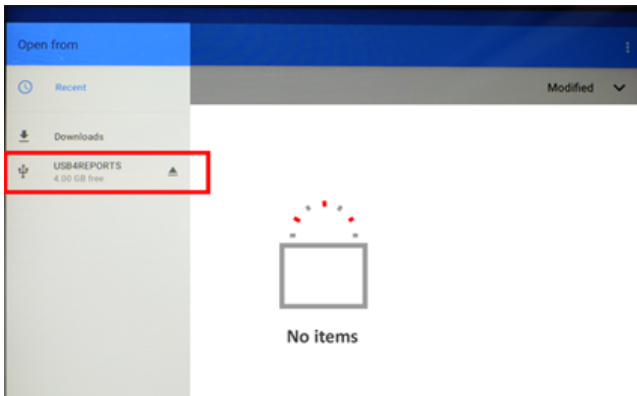 Open from
Recent
Modified
Downloads
USB4REPORTS
4.00 GB free
No items